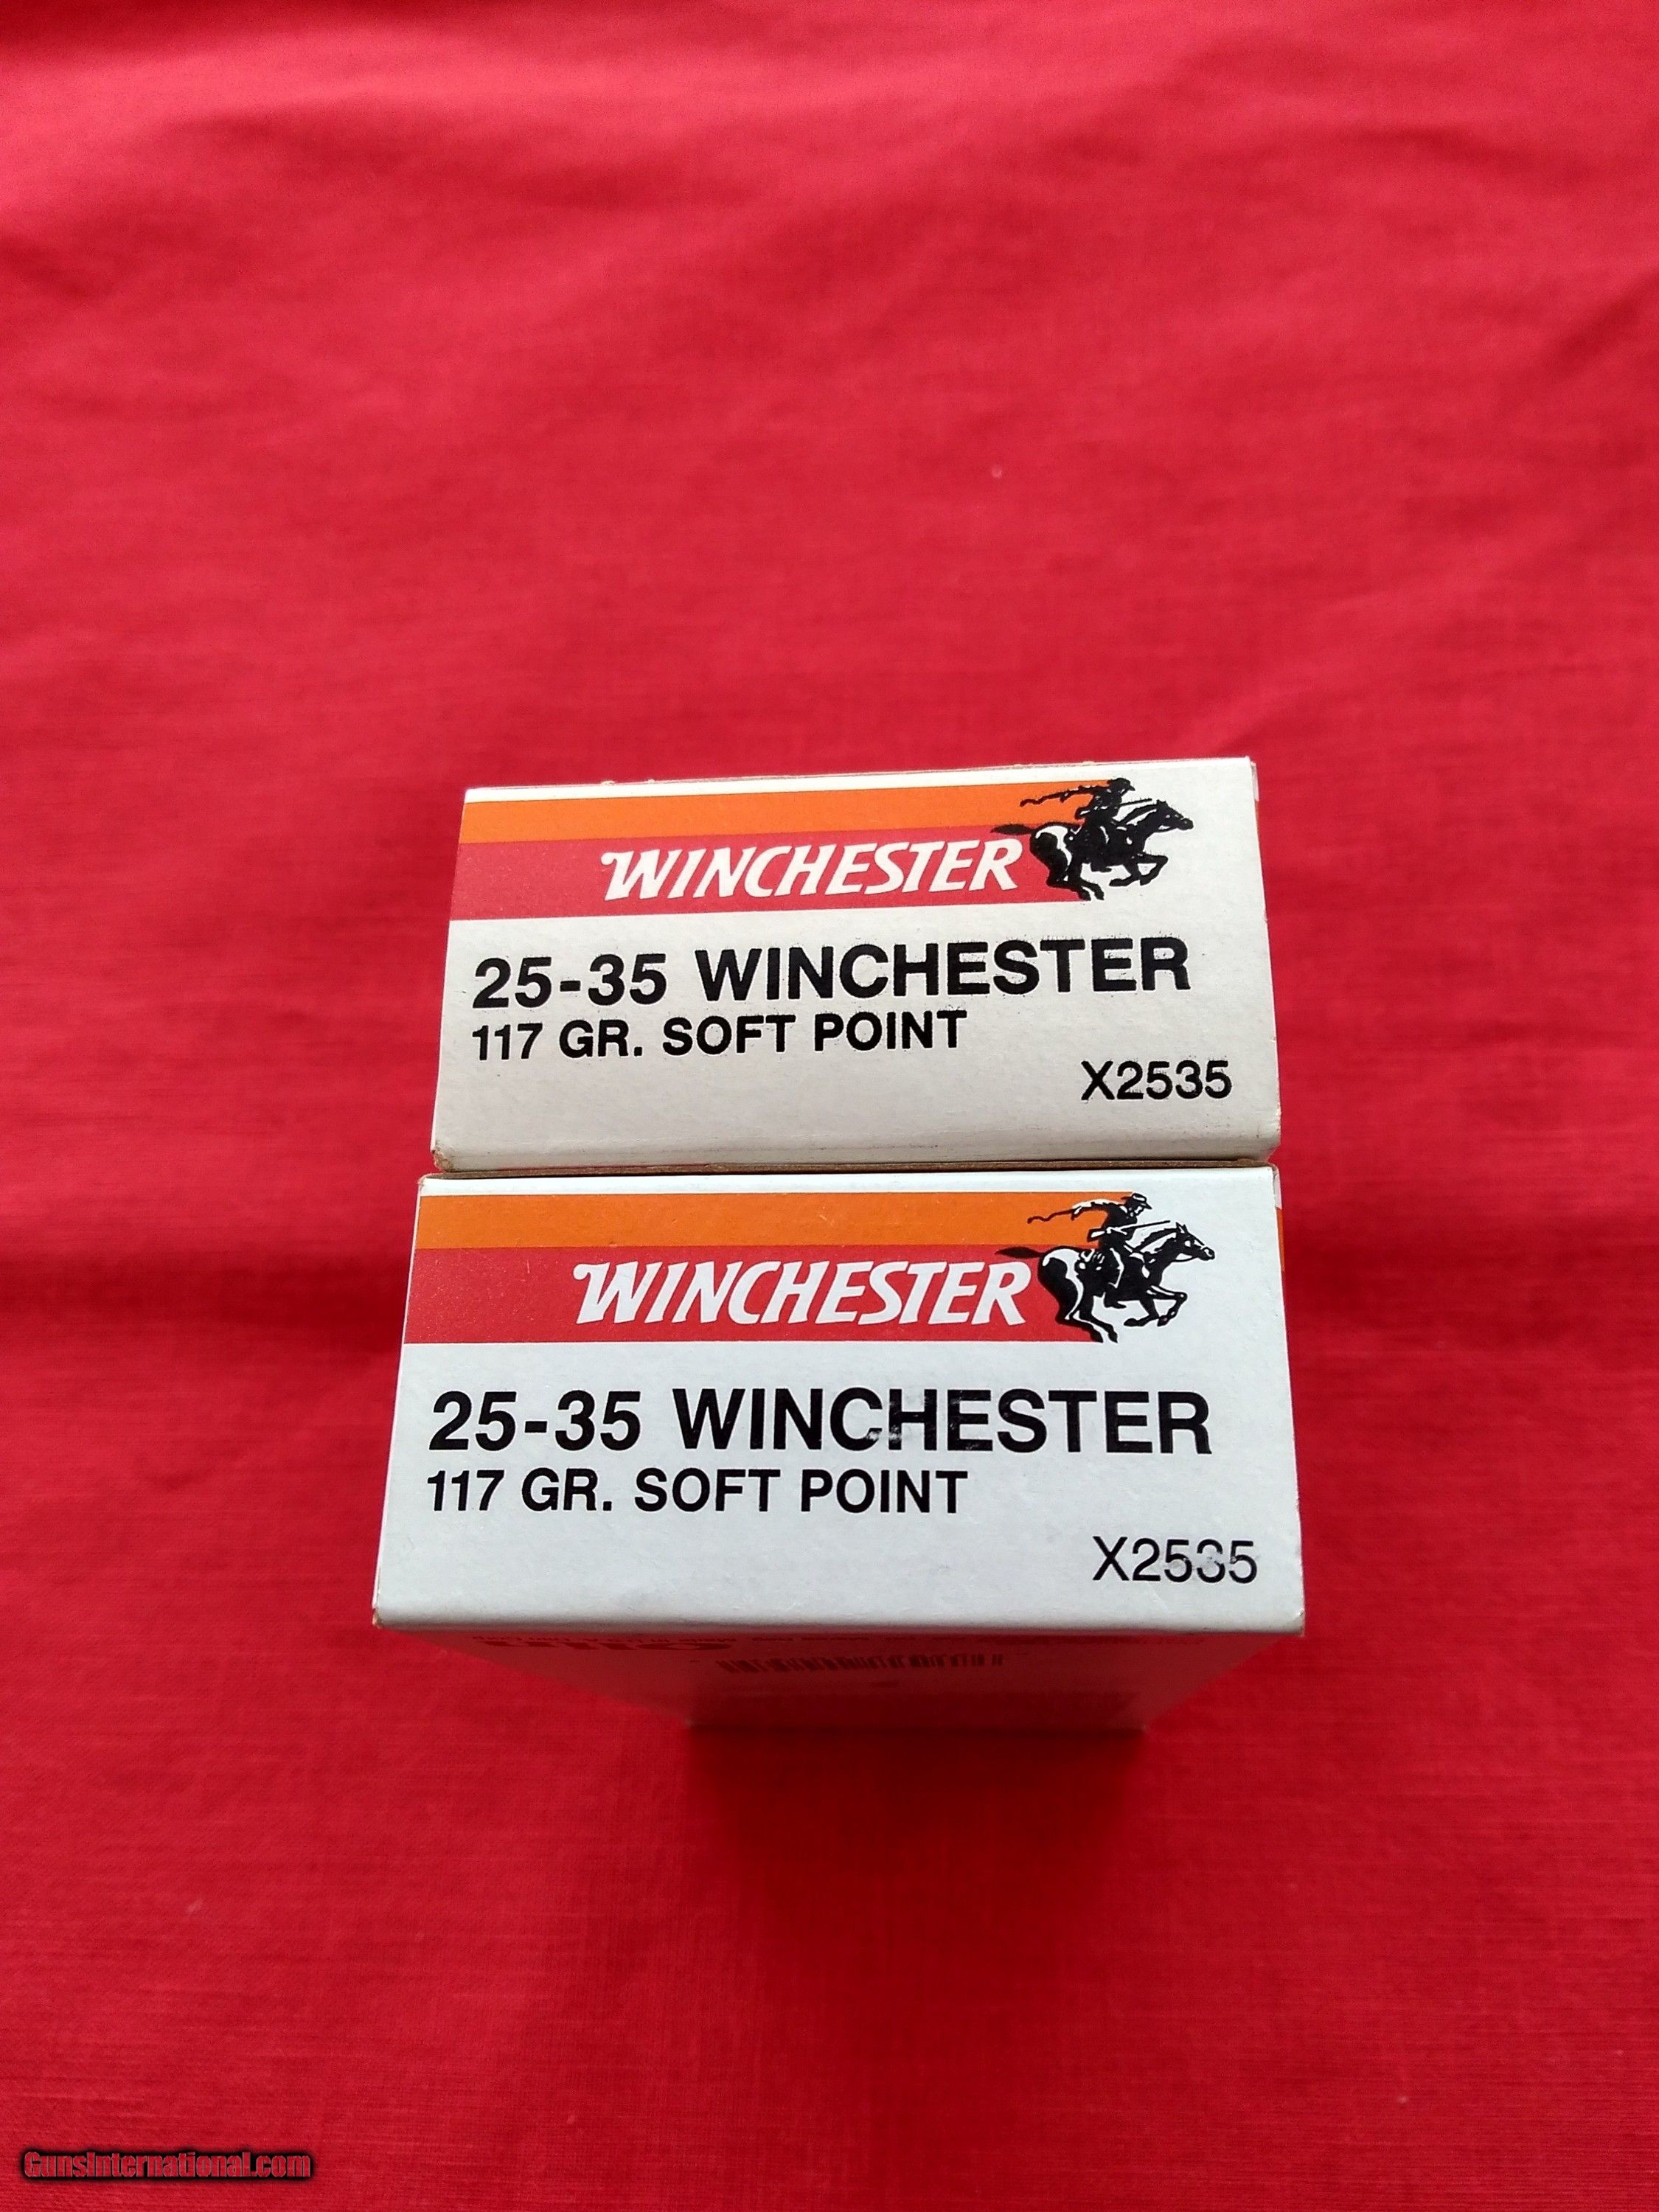 WINCHESTER
25-35 WINCHESTER
117 GR. SOFT POINT
X2535
WINCHESTER
25-35 WINCHESTER
117 GR. SOFT POINT
X2535
GunsInternational.com